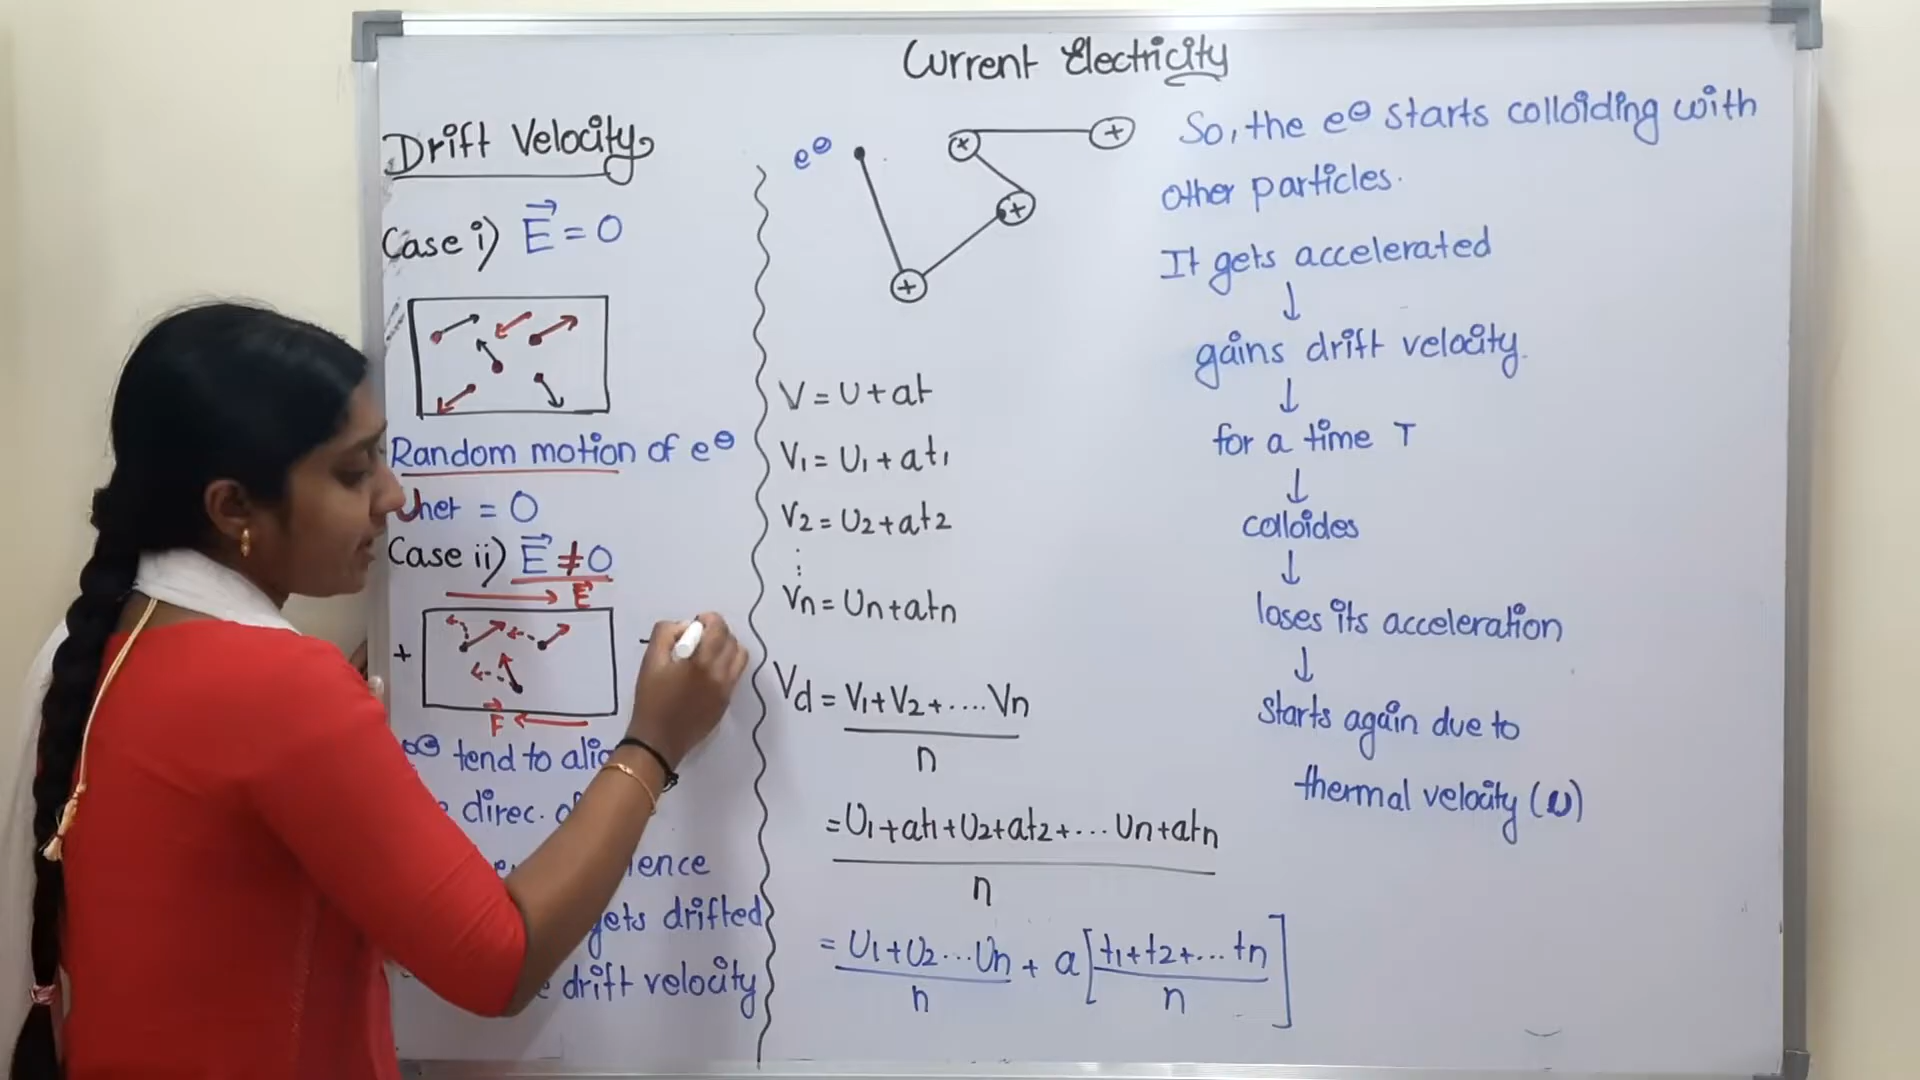 Current Electricity
Drift Velocity
Case i) E⃗ = 0
Random motion of e⊖
Unet = 0
Case ii) E⃗ ≠ 0
E⃗
+
-
F⃗
e⊖ tend to
direc. of
gets drifted
drift velocity
e⊖
+
+
+
+
V = U + at
V1 = U1 + at1
V2 = U2 + at2
⋮
Vn = Un + atn
Vd = V1 + V2 + .... Vn
n
= U1 + at1 + U2 + at2 + ... Un + atn
n
= U1 + U2 ... Un + a [t1 + t2 + ... tn]
n n
So, the e⊖ starts colloiding with
other particles.
It gets accelerated
↓
gains drift velocity.
↓
for a time T
↓
colloides
↓
loses its acceleration
↓
starts again due to
thermal velocity (U)